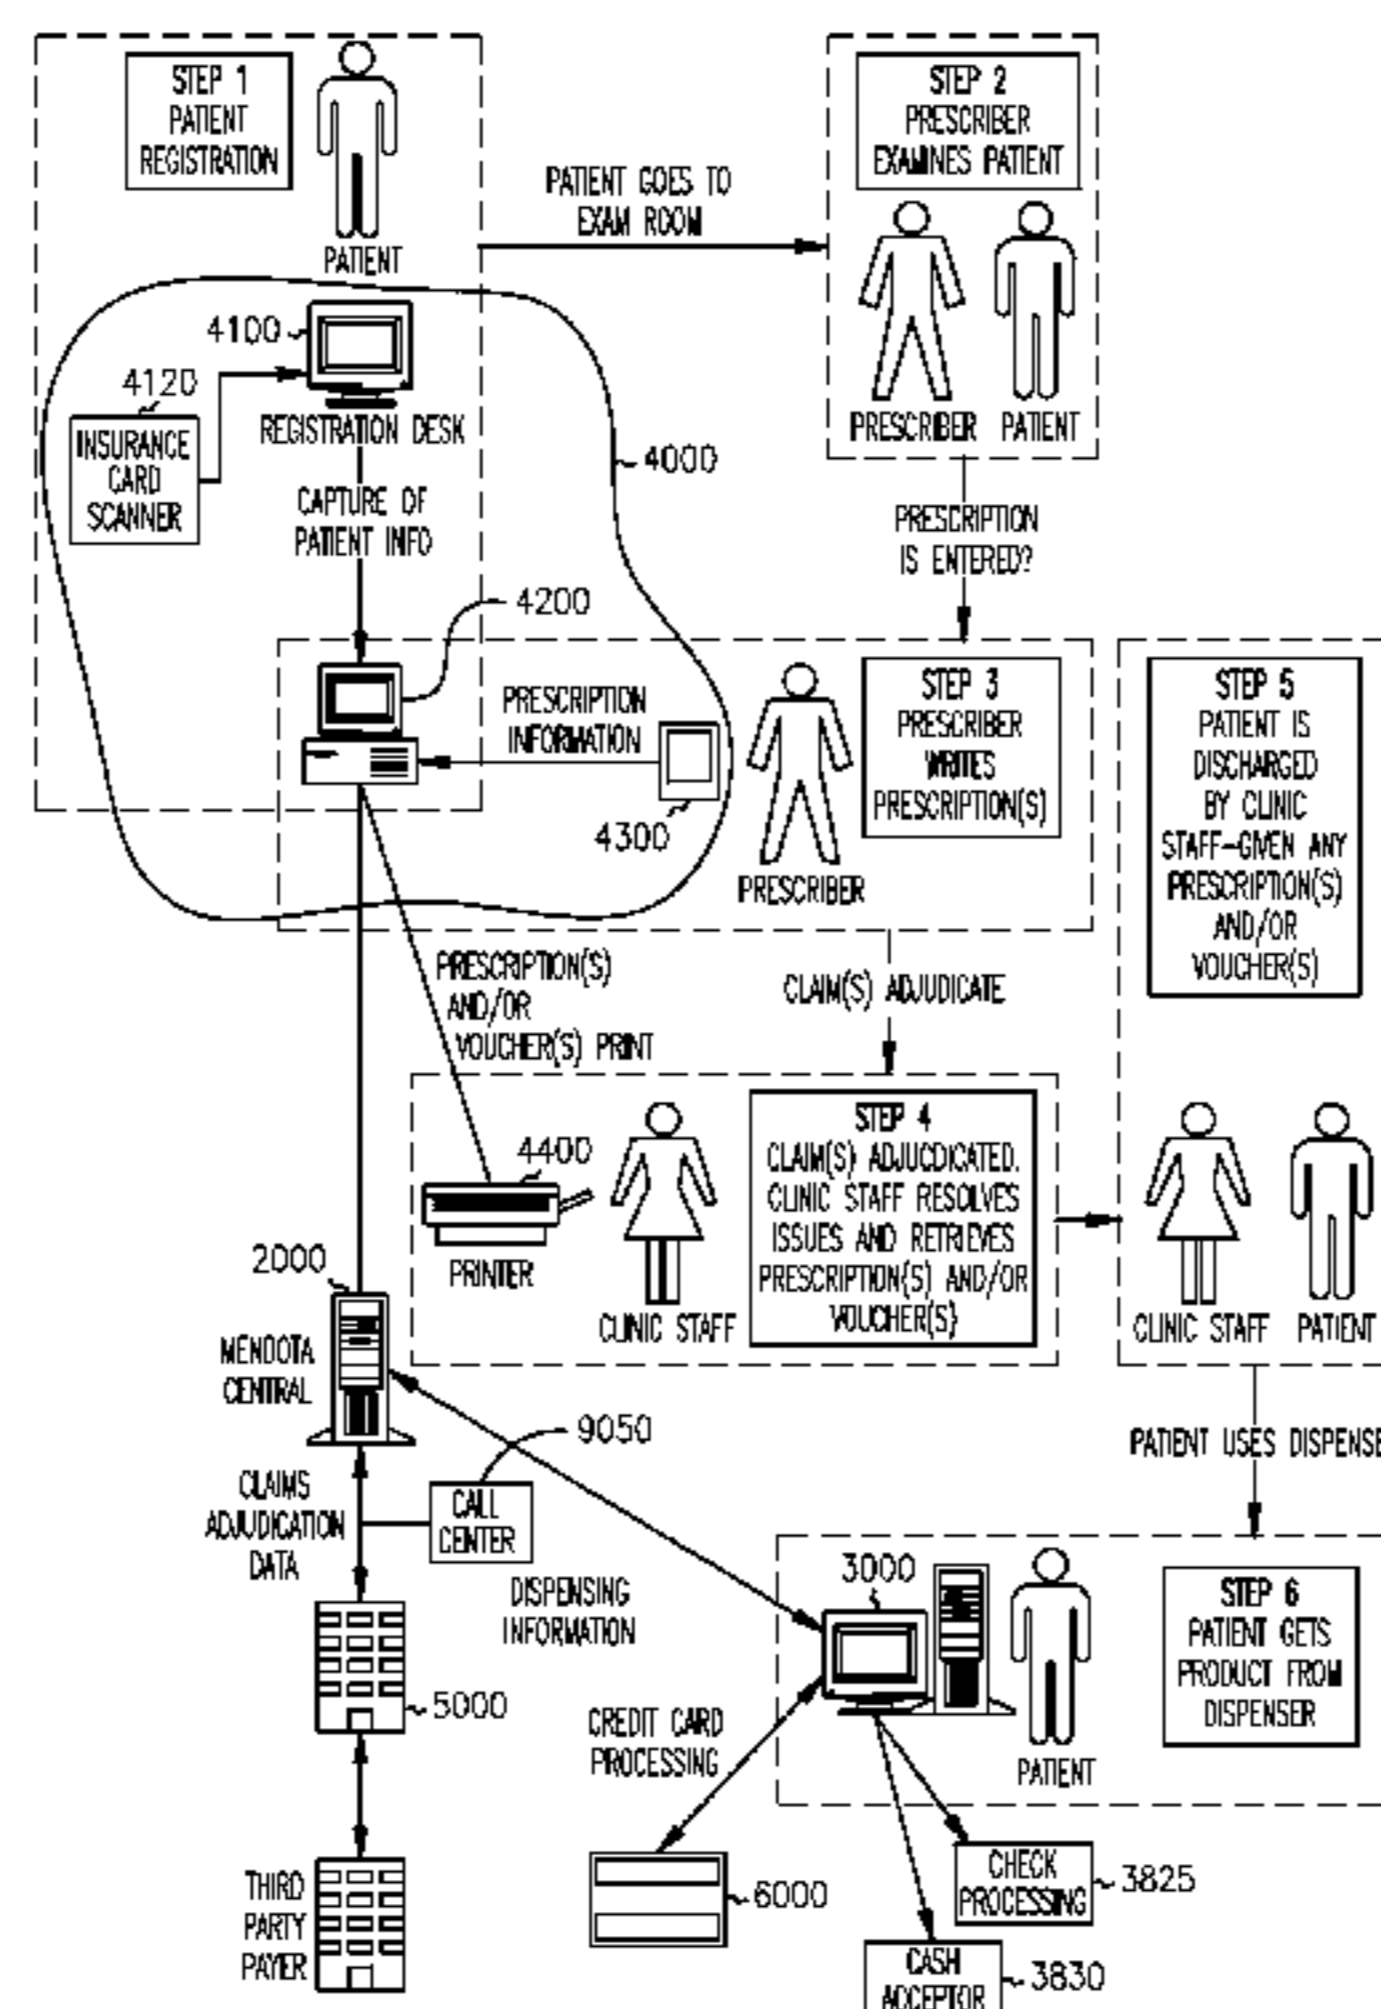 STEP 1
PATIENT
REGISTRATION
PATIENT
PATIENT GOES TO
EXAM ROOM
STEP 2
PRESCRIBER
EXAMINES PATIENT
PRESCRIBER
PATIENT
4100
4120
INSURANCE
CARD
SCANNER
REGISTRATION DESK
4000
CAPTURE OF
PATIENT INFO
PRESCRIPTION
IS ENTERED?
4200
PRESCRIPTION
INFORMATION
4300
PRESCRIBER
STEP 3
PRESCRIBER
WRITES
PRESCRIPTION(S)
STEP 5
PATIENT IS
DISCHARGED
BY CLINIC
STAFF-GIVEN ANY
PRESCRIPTION(S)
AND/OR
VOUCHER(S)
PRESCRIPTION(S)
AND/OR
VOUCHER(S) PRINT
CLAIM(S) ADJUDICATE
4400
PRINTER
CLINIC STAFF
STEP 4
CLAIM(S) ADJUCDICATED.
CLINIC STAFF RESOLVES
ISSUES AND RETRIEVES
PRESCRIPTION(S) AND/OR
VOUCHER(S)
CLINIC STAFF
PATIENT
2000
MENDOTA
CENTRAL
9050
CALL
CENTER
CLAIMS
ADJUDICATION
DATA
PATIENT USES DISPENSE
DISPENSING
INFORMATION
3000
PATIENT
STEP 6
PATIENT GETS
PRODUCT FROM
DISPENSER
5000
CREDIT CARD
PROCESSING
THIRD
PARTY
PAYER
6000
CHECK
PROCESSING
3825
CASH
ACCEPTOR
3830